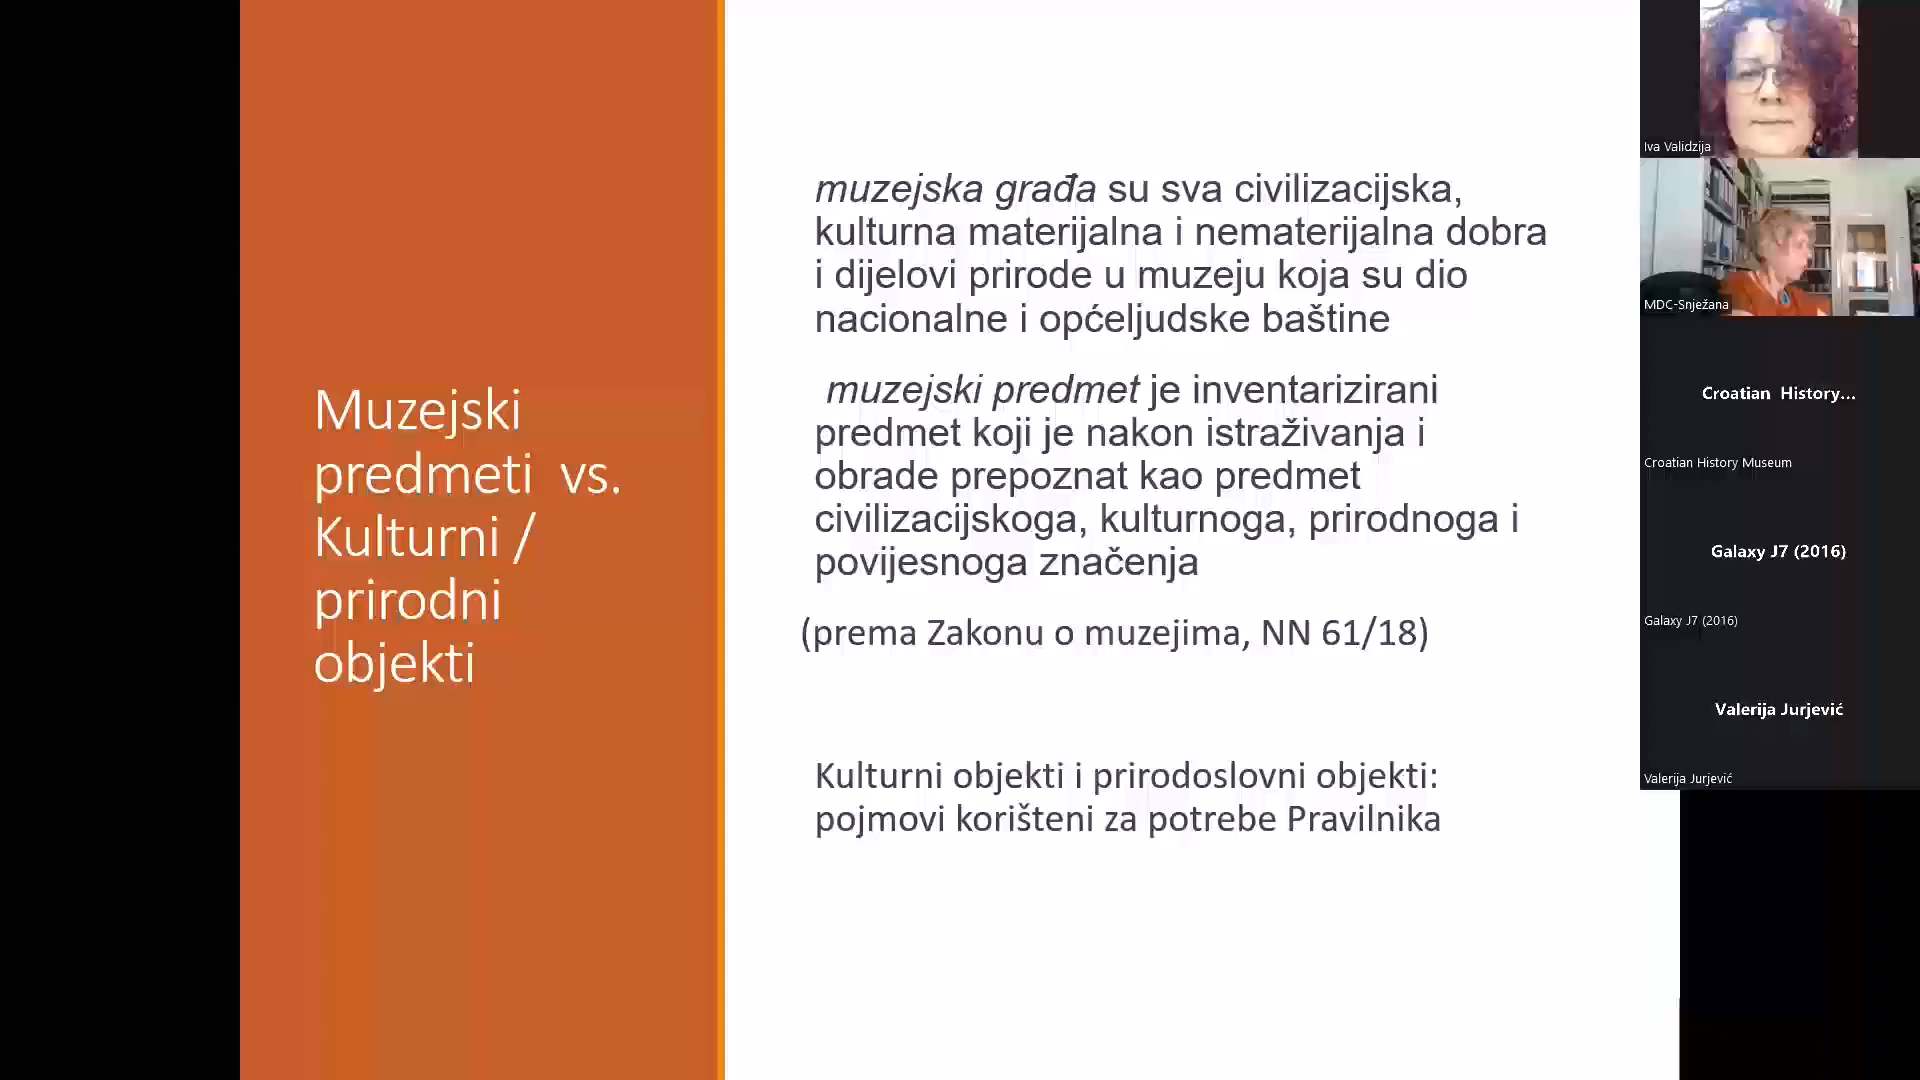 Muzejski
predmeti vs.
Kulturni /
prirodni
objekti
muzejska građa su sva civilizacijska,
kulturna materijalna i nematerijalna dobra
i dijelovi prirode u muzeju koja su dio
nacionalne i općeljudske baštine
muzejski predmet je inventarizirani
predmet koji je nakon istraživanja i
obrade prepoznat kao predmet
civilizacijskoga, kulturnoga, prirodnoga i
povijesnoga značenja
(prema Zakonu o muzejima, NN 61/18)
Kulturni objekti i prirodoslovni objekti:
pojmovi korišteni za potrebe Pravilnika
Iva Validzija
MDC-Snježana
Croatian History...
Croatian History Museum
Galaxy J7 (2016)
Galaxy J7 (2016)
Valerija Jurjević
Valerija Jurjević